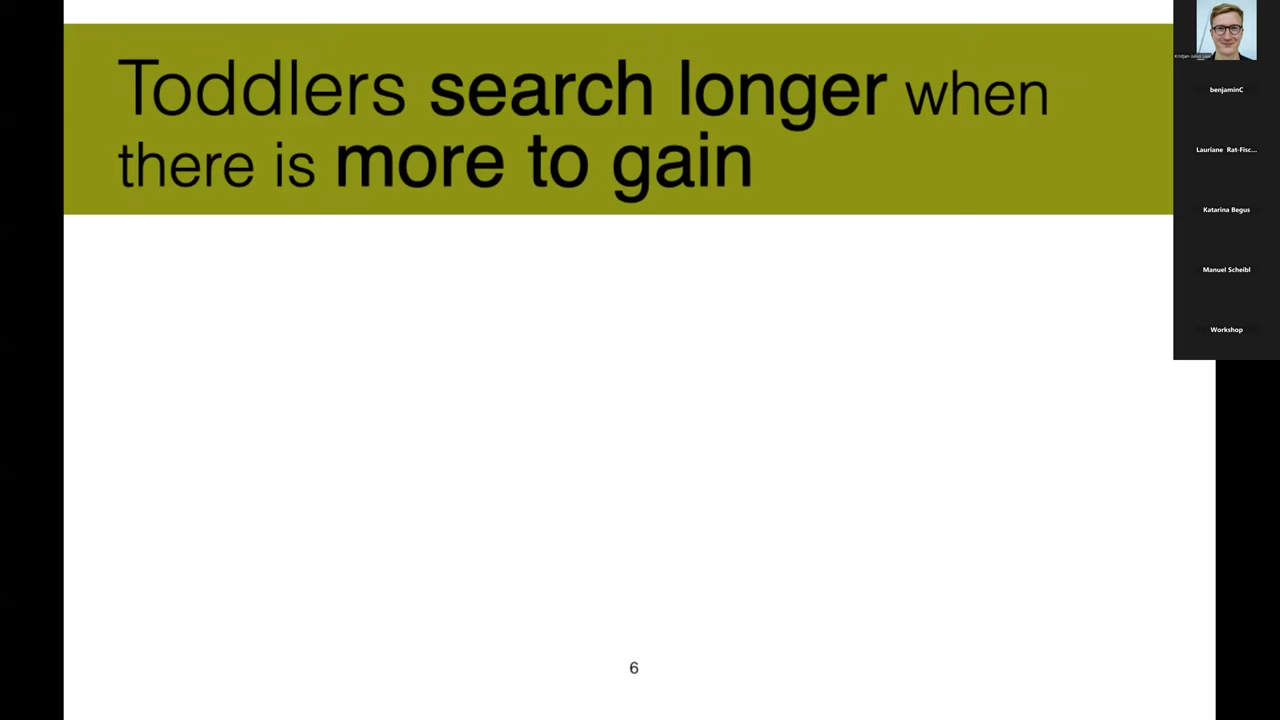 Toddlers search longer when
there is more to gain
benjaminC
Lauriane Rat-Fisc...
Katarina Begus
Manuel Scheibl
Workshop
6